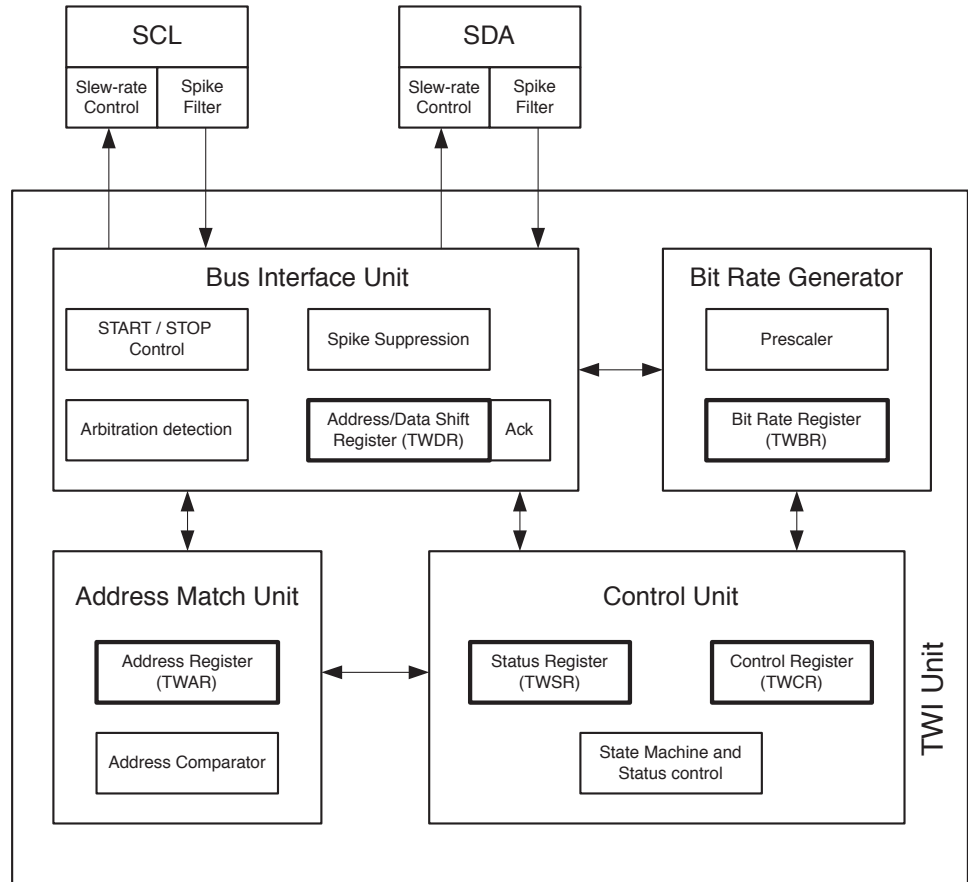 SCL
Slew-rate
Control
Spike
Filter
SDA
Slew-rate
Control
Spike
Filter
Bus Interface Unit
START / STOP
Control
Spike Suppression
Arbitration detection
Address/Data Shift
Register (TWDR)
Ack
Bit Rate Generator
Prescaler
Bit Rate Register
(TWBR)
Address Match Unit
Address Register
(TWAR)
Address Comparator
Control Unit
Status Register
(TWSR)
Control Register
(TWCR)
State Machine and
Status control
TWI Unit